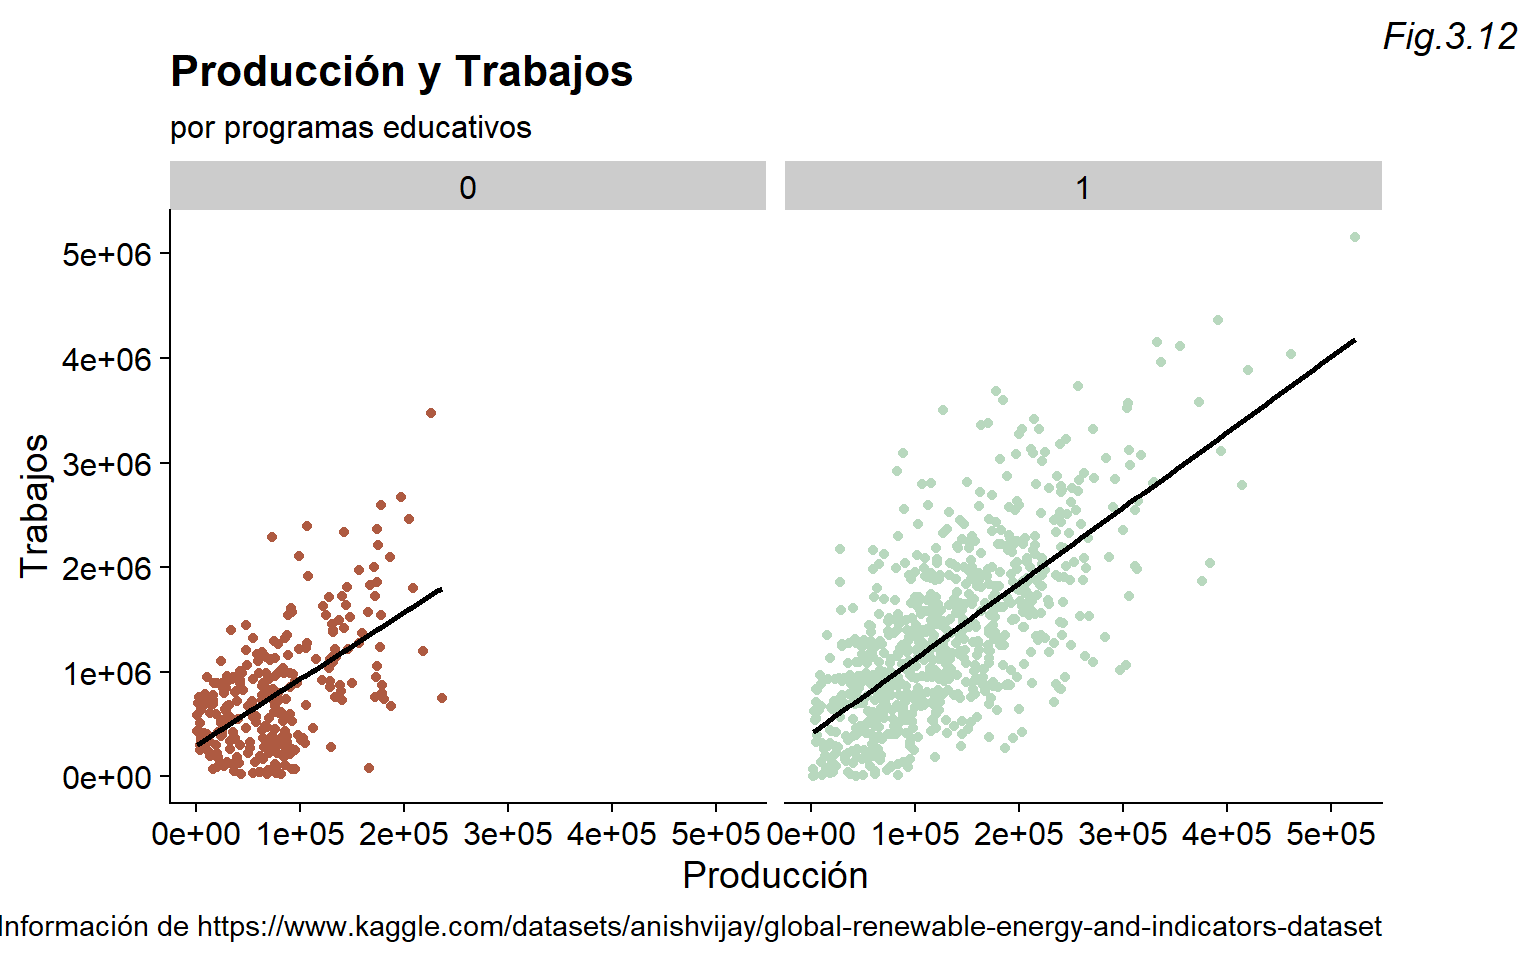 Fig.3.12
Producción y Trabajos
por programas educativos
0 1
5e+06
4e+06
3e+06
2e+06
1e+06
0e+00
Trabajos
0e+00 1e+05 2e+05 3e+05 4e+05 5e+05 0e+00 1e+05 2e+05 3e+05 4e+05 5e+05
Producción
Información de https://www.kaggle.com/datasets/anishvijay/global-renewable-energy-and-indicators-dataset